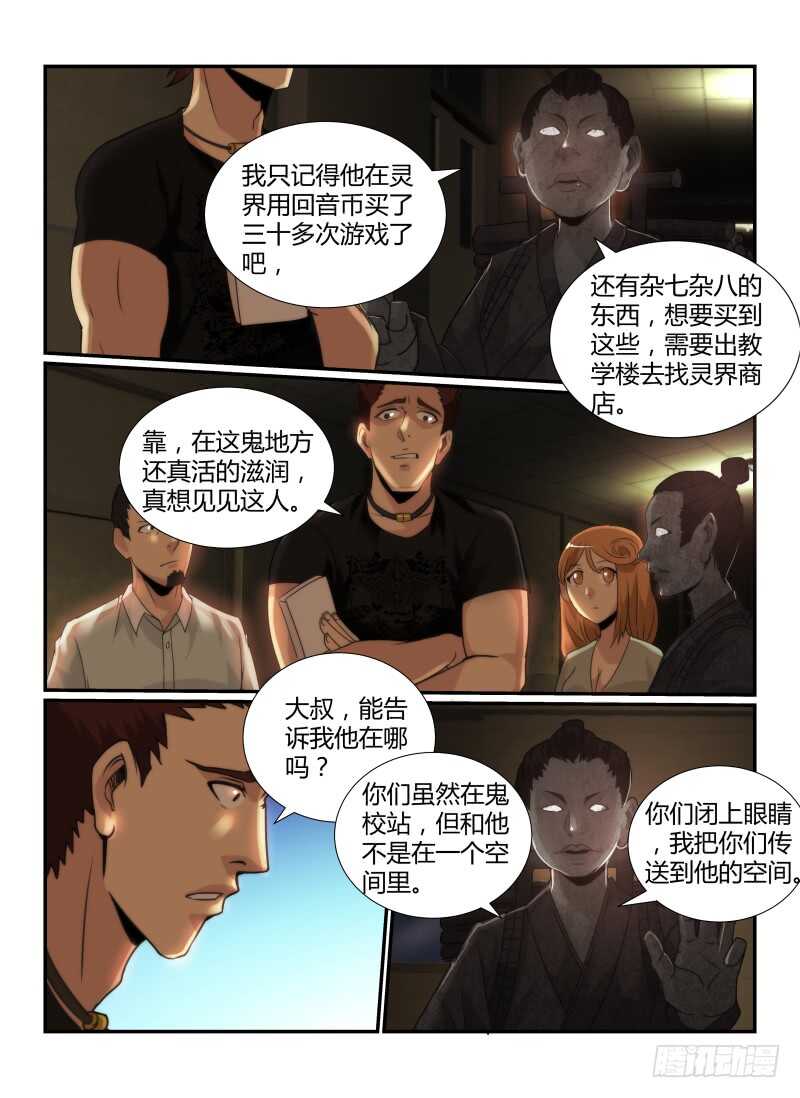 我只记得他在灵
界用回音币买了
三十多次游戏了
吧，
还有杂七杂八的
东西，想要买到
这些，需要出教
学楼去找灵界商
店。
靠，在这鬼地方
还真活的滋润，
真想见见这人。
大叔，能告
诉我他在哪
吗？
你们虽然在鬼
校站，但和他
不是在一个空
间里。
你们闭上眼睛
，我把你们传
送到他的空间。
腾讯动漫